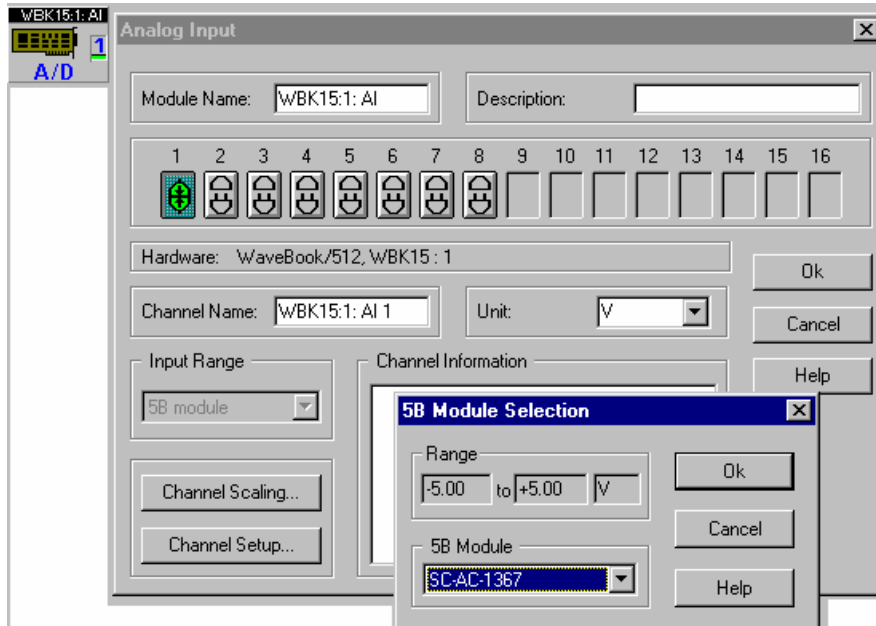 WBK15:1: AI
1
A/D
Analog Input
Module Name: WBK15:1: AI Description:
1 2 3 4 5 6 7 8 9 10 11 12 13 14 15 16
Hardware: WaveBook/512, WBK15 : 1
Ok
Channel Name: WBK15:1: AI 1 Unit: V
Cancel
Input Range Channel Information
Help
5B module
5B Module Selection
Range
-5.00 to +5.00 V
Ok
Channel Scaling...
Cancel
Channel Setup...
5B Module
SC-AC-1367
Help